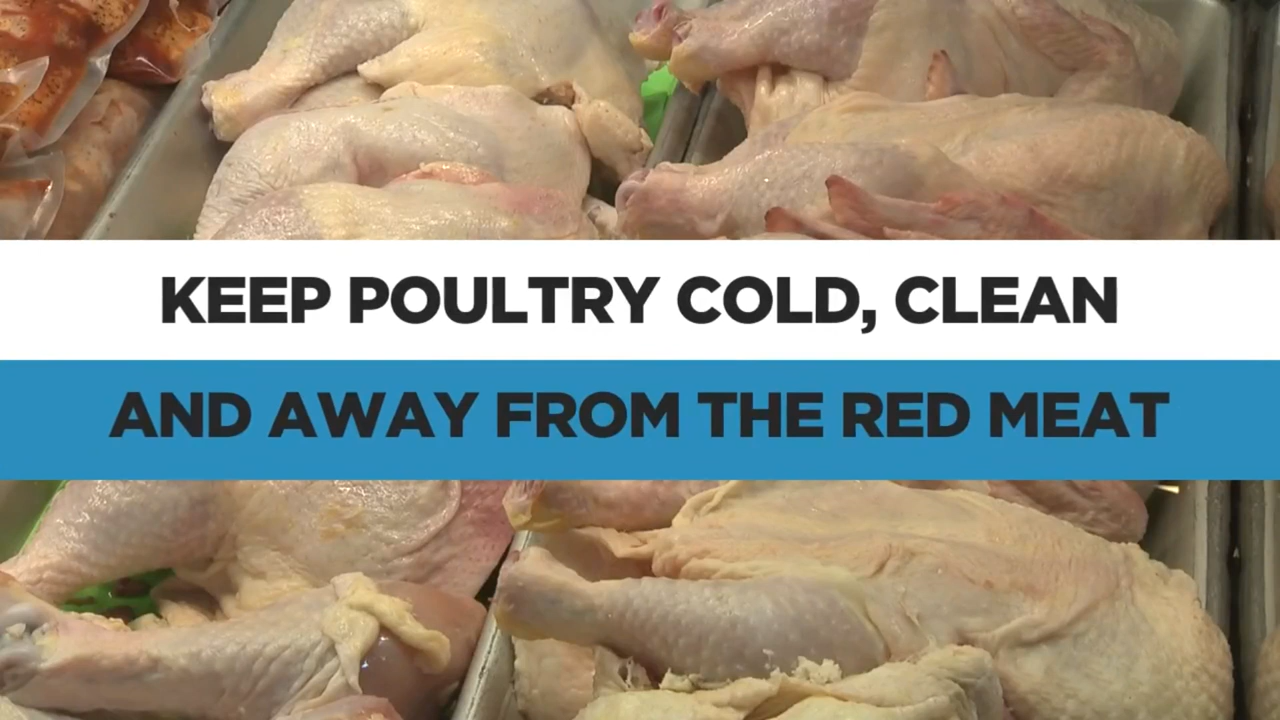 KEEP POULTRY COLD, CLEAN
AND AWAY FROM THE RED MEAT